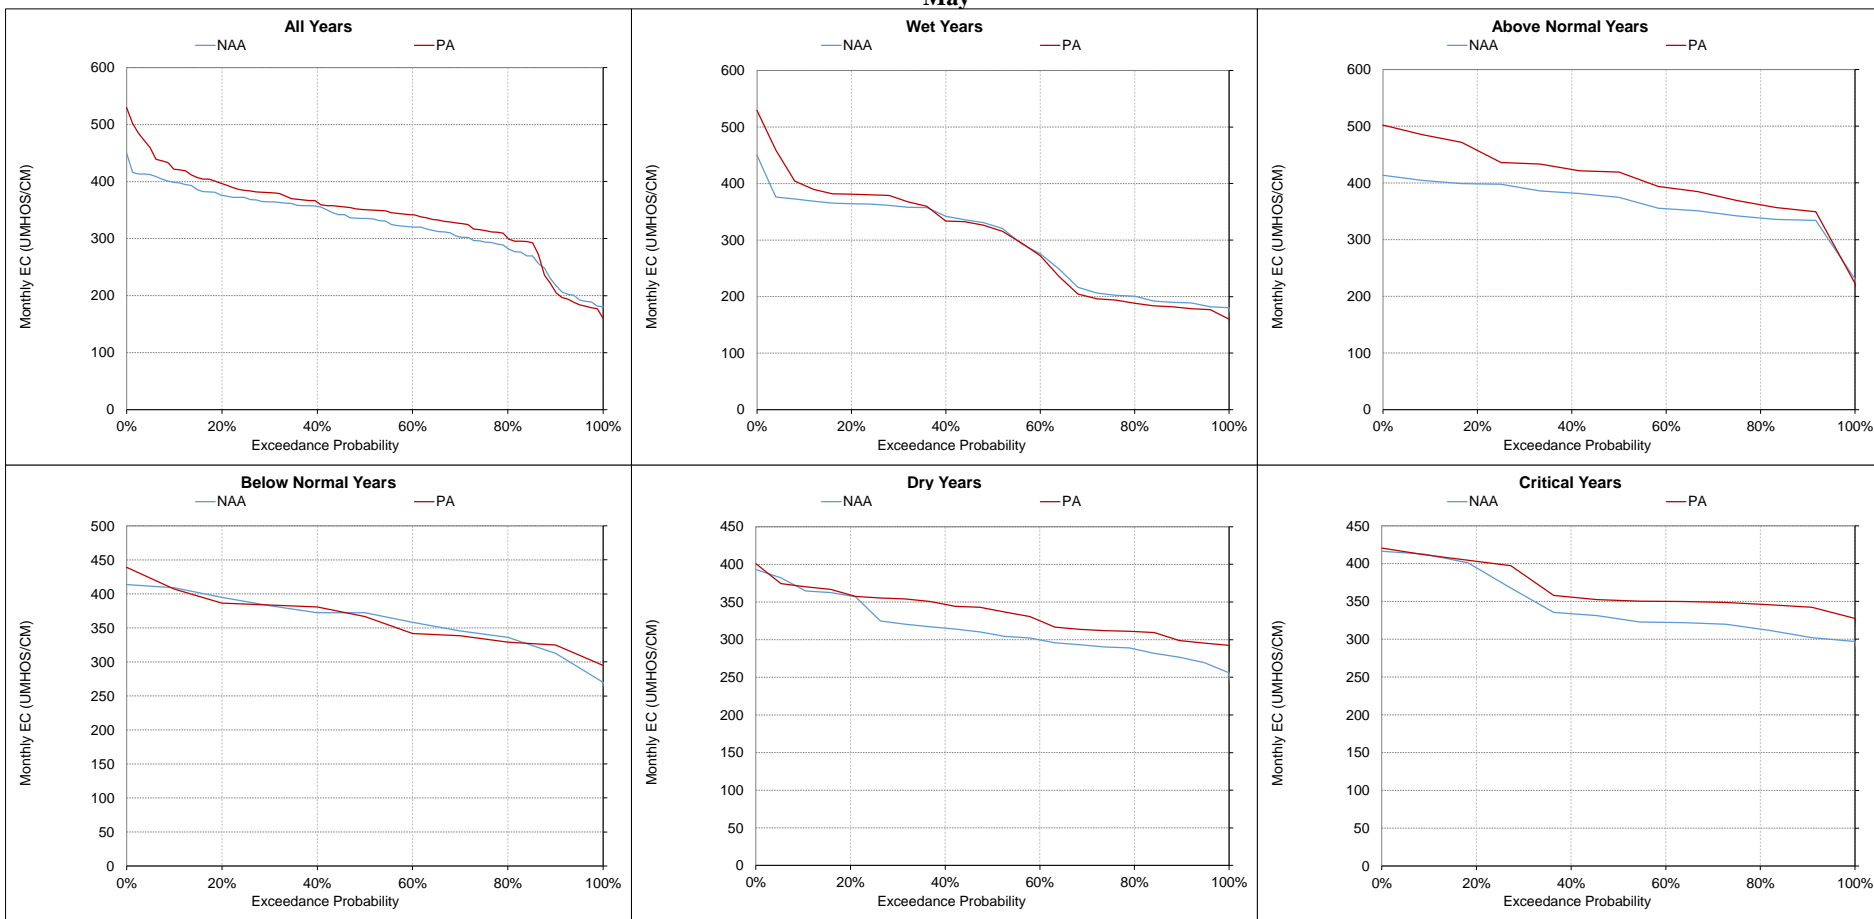 May
All Years
NAA PA
600
500
400
300
200
100
0
0% 20% 40% 60% 80% 100%
Exceedance Probability
Monthly EC (UMHOS/CM)
Wet Years
NAA PA
600
500
400
300
200
100
0
0% 20% 40% 60% 80% 100%
Exceedance Probability
Monthly EC (UMHOS/CM)
Above Normal Years
NAA PA
600
500
400
300
200
100
0
0% 20% 40% 60% 80% 100%
Exceedance Probability
Monthly EC (UMHOS/CM)
Below Normal Years
NAA PA
500
450
400
350
300
250
200
150
100
50
0
0% 20% 40% 60% 80% 100%
Exceedance Probability
Monthly EC (UMHOS/CM)
Dry Years
NAA PA
450
400
350
300
250
200
150
100
50
0
0% 20% 40% 60% 80% 100%
Exceedance Probability
Monthly EC (UMHOS/CM)
Critical Years
NAA PA
450
400
350
300
250
200
150
100
50
0
0% 20% 40% 60% 80% 100%
Exceedance Probability
Monthly EC (UMHOS/CM)